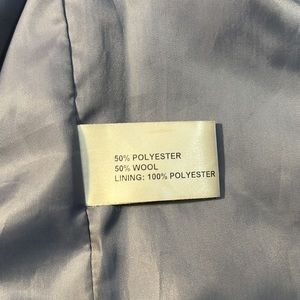 50% POLYESTER
50% WOOL
LINING: 100% POLYESTER